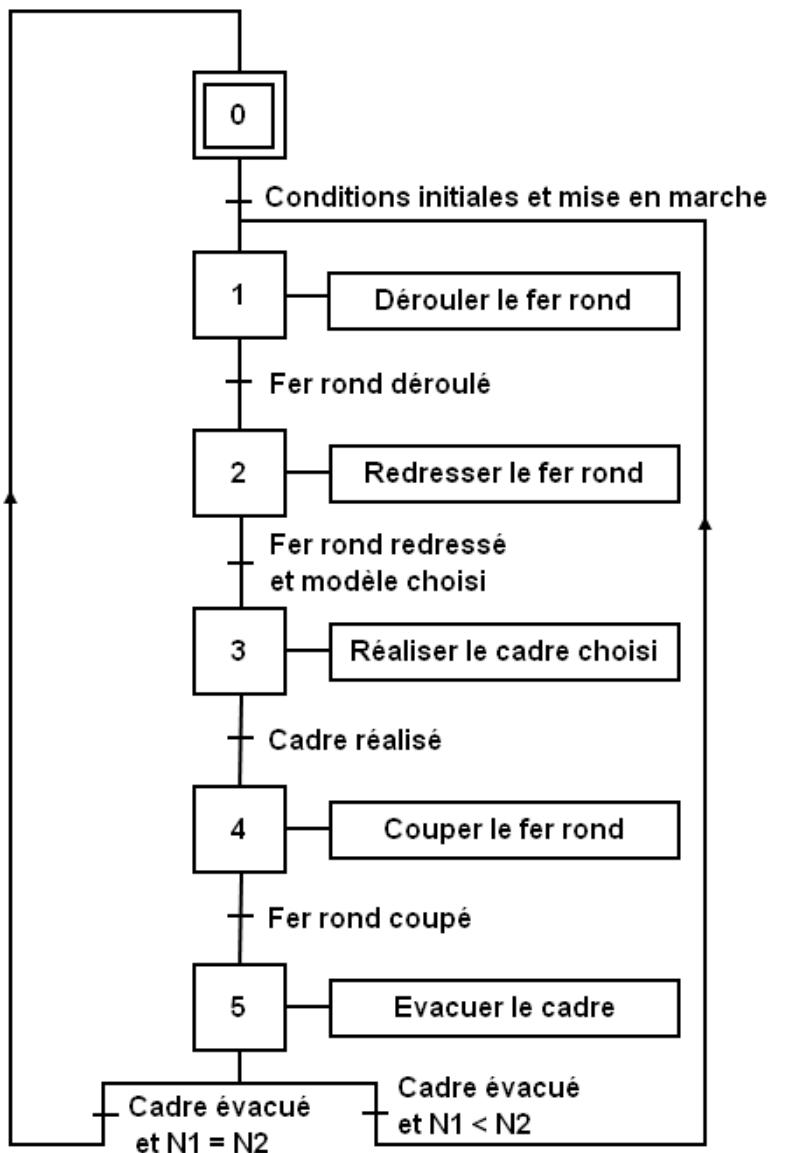 0
Conditions initiales et mise en marche
1
Dérouler le fer rond
Fer rond déroulé
2
Redresser le fer rond
Fer rond redressé
et modèle choisi
3
Réaliser le cadre choisi
Cadre réalisé
4
Couper le fer rond
Fer rond coupé
5
Evacuer le cadre
Cadre évacué
et N1 = N2
Cadre évacué
et N1 < N2